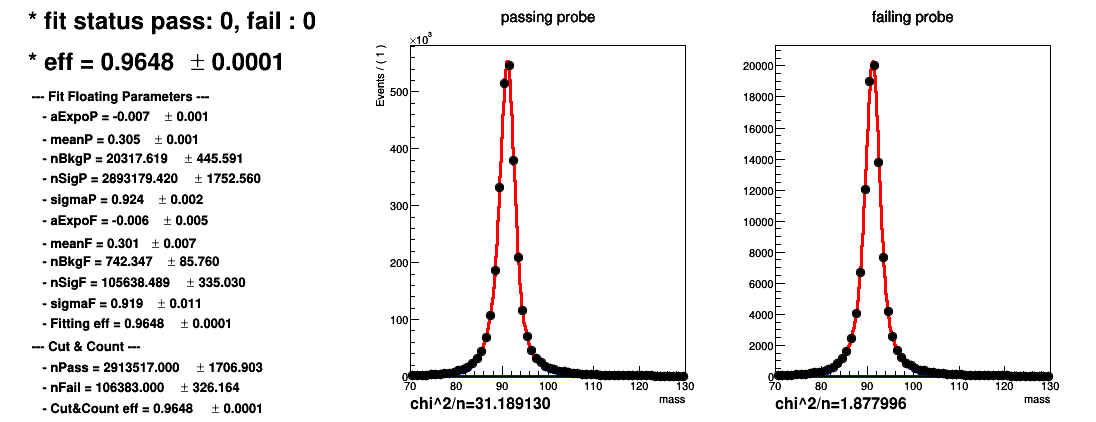 * fit status pass: 0, fail : 0
* eff = 0.9648 ± 0.0001
--- Fit Floating Parameters ---
- aExpoP = -0.007 ± 0.001
- meanP = 0.305 ± 0.001
- nBkgP = 20317.619 ± 445.591
- nSigP = 2893179.420 ± 1752.560
- sigmaP = 0.924 ± 0.002
- aExpoF = -0.006 ± 0.005
- meanF = 0.301 ± 0.007
- nBkgF = 742.347 ± 85.760
- nSigF = 105638.489 ± 335.030
- sigmaF = 0.919 ± 0.011
- Fitting eff = 0.9648 ± 0.0001
--- Cut & Count ---
- nPass = 2913517.000 ± 1706.903
- nFail = 106383.000 ± 326.164
- Cut&Count eff = 0.9648 ± 0.0001
passing probe
×10³
Events / ( 1 )
500
400
300
200
100
0
70 80 90 100 110 120 130
mass
chi^2/n=31.189130
failing probe
20000
18000
16000
14000
12000
10000
8000
6000
4000
2000
0
70 80 90 100 110 120 130
mass
chi^2/n=1.877996